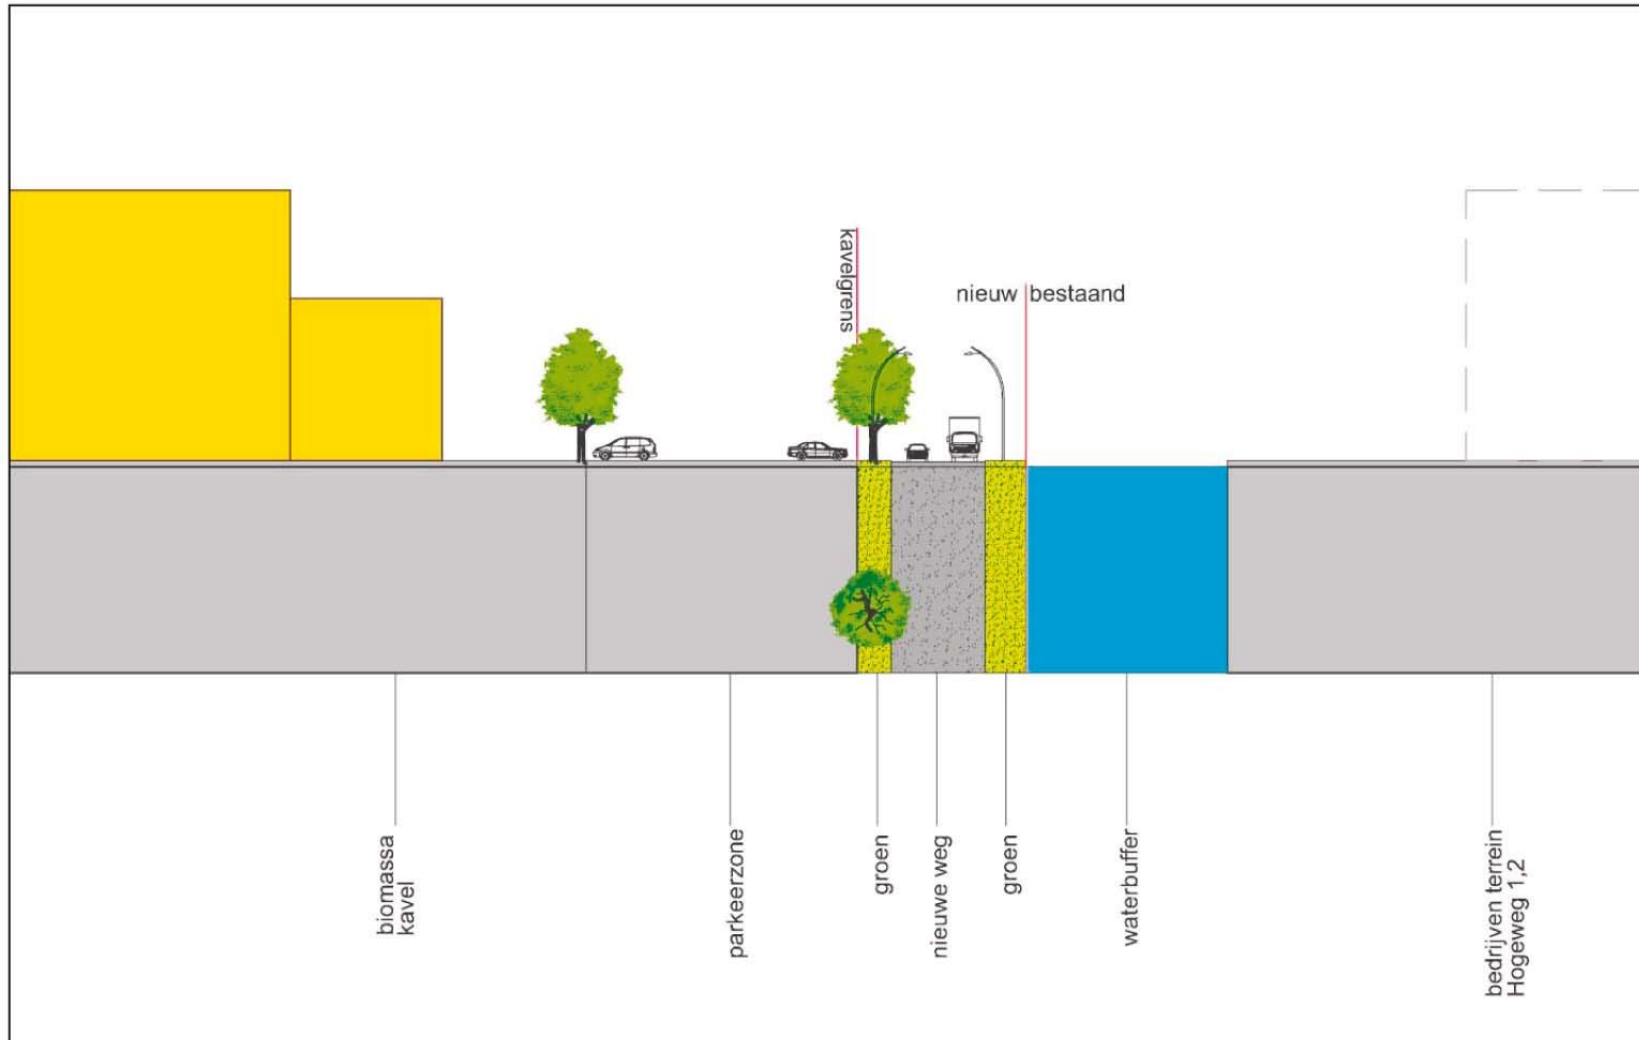 kavelgrens
nieuw bestaand
biomassa
kavel
parkeerzone
groen
nieuwe weg
groen
waterbuffer
bedrijven terrein
Hogeweg 1,2